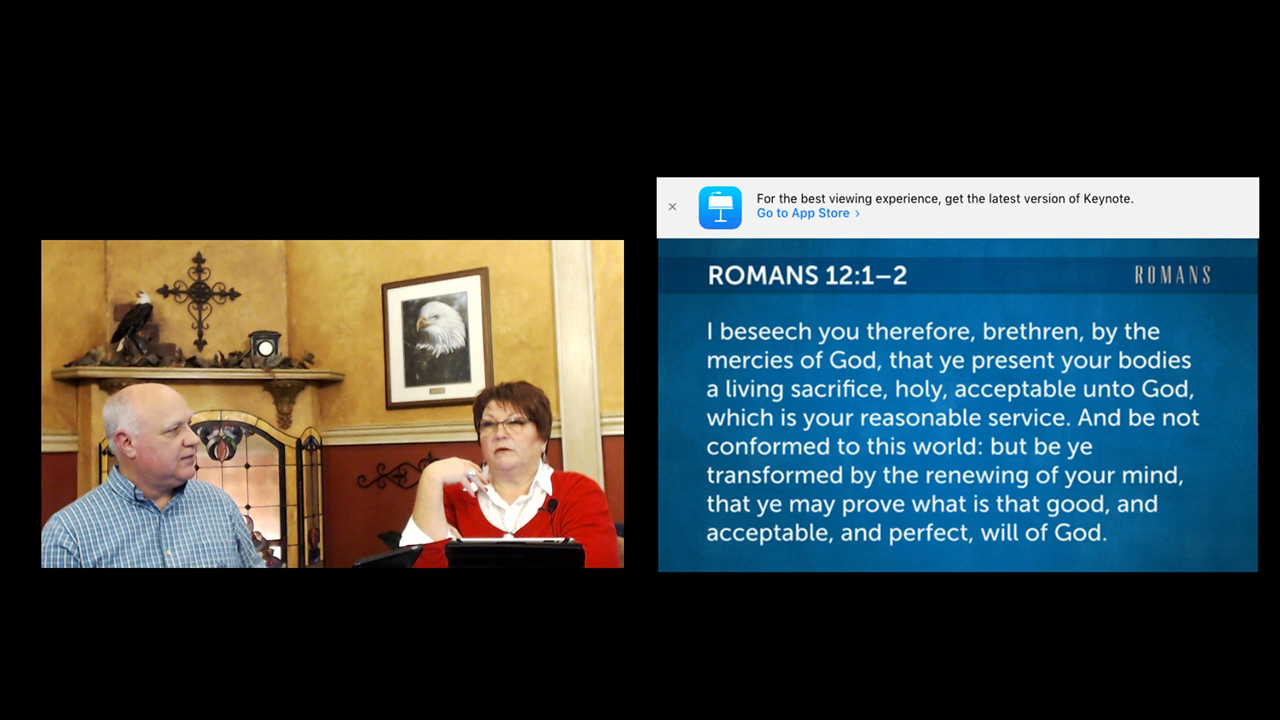 For the best viewing experience, get the latest version of Keynote.
Go to App Store >
ROMANS 12:1–2
ROMANS
I beseech you therefore, brethren, by the
mercies of God, that ye present your bodies
a living sacrifice, holy, acceptable unto God,
which is your reasonable service. And be not
conformed to this world: but be ye
transformed by the renewing of your mind,
that ye may prove what is that good, and
acceptable, and perfect, will of God.